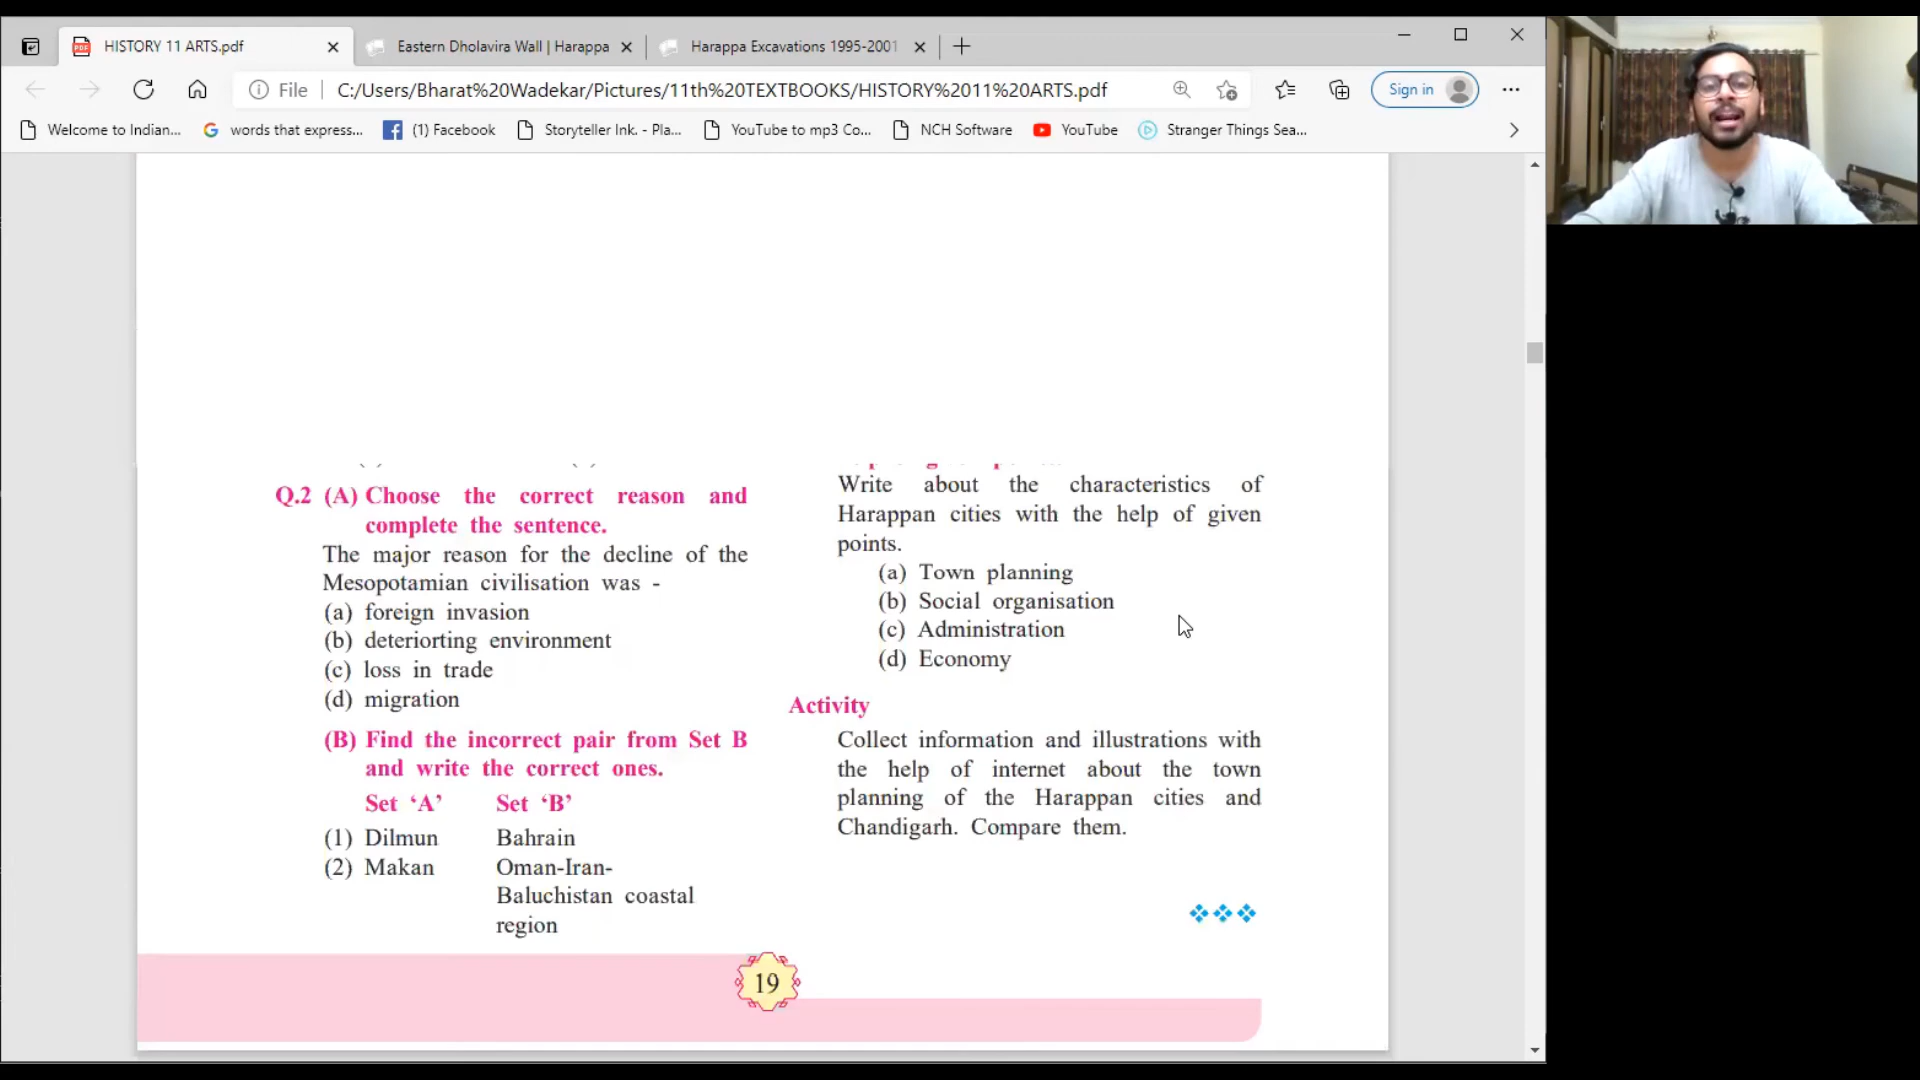 HISTORY 11 ARTS.pdf
Eastern Dholavira Wall | Harappa
Harappa Excavations 1995-2001
File
C:/Users/Bharat%20Wadekar/Pictures/11th%20TEXTBOOKS/HISTORY%2011%20ARTS.pdf
Sign in
Welcome to Indian...
words that express...
(1) Facebook
Storyteller Ink. - Pla...
YouTube to mp3 Co...
NCH Software
YouTube
Stranger Things Sea...
Q.2 (A) Choose the correct reason and
complete the sentence.
The major reason for the decline of the
Mesopotamian civilisation was -
(a) foreign invasion
(b) deteriorting environment
(c) loss in trade
(d) migration
(B) Find the incorrect pair from Set B
and write the correct ones.
Set ‘A’ Set ‘B’
(1) Dilmun Bahrain
(2) Makan Oman-Iran-
Baluchistan coastal
region
Write about the characteristics of
Harappan cities with the help of given
points.
(a) Town planning
(b) Social organisation
(c) Administration
(d) Economy
Activity
Collect information and illustrations with
the help of internet about the town
planning of the Harappan cities and
Chandigarh. Compare them.
19